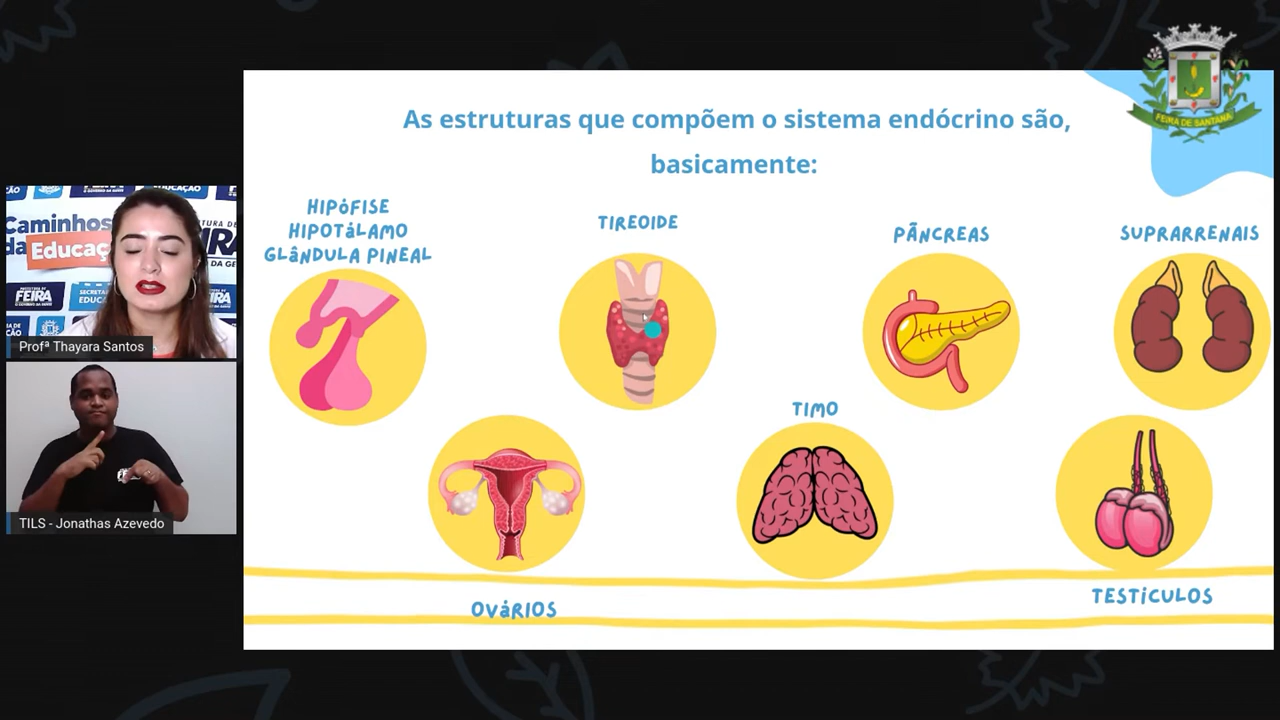 As estruturas que compõem o sistema endócrino são,
basicamente:
HIPÓFISE
HIPOTÁLAMO
GLÂNDULA PINEAL
TIREOIDE
PÂNCREAS
SUPRARRENAIS
TIMO
OVÁRIOS
TESTÍCULOS
FEIRA DE SANTANA
Caminhos
da Educaç
FEIRA
Profª Thayara Santos
TILS - Jonathas Azevedo